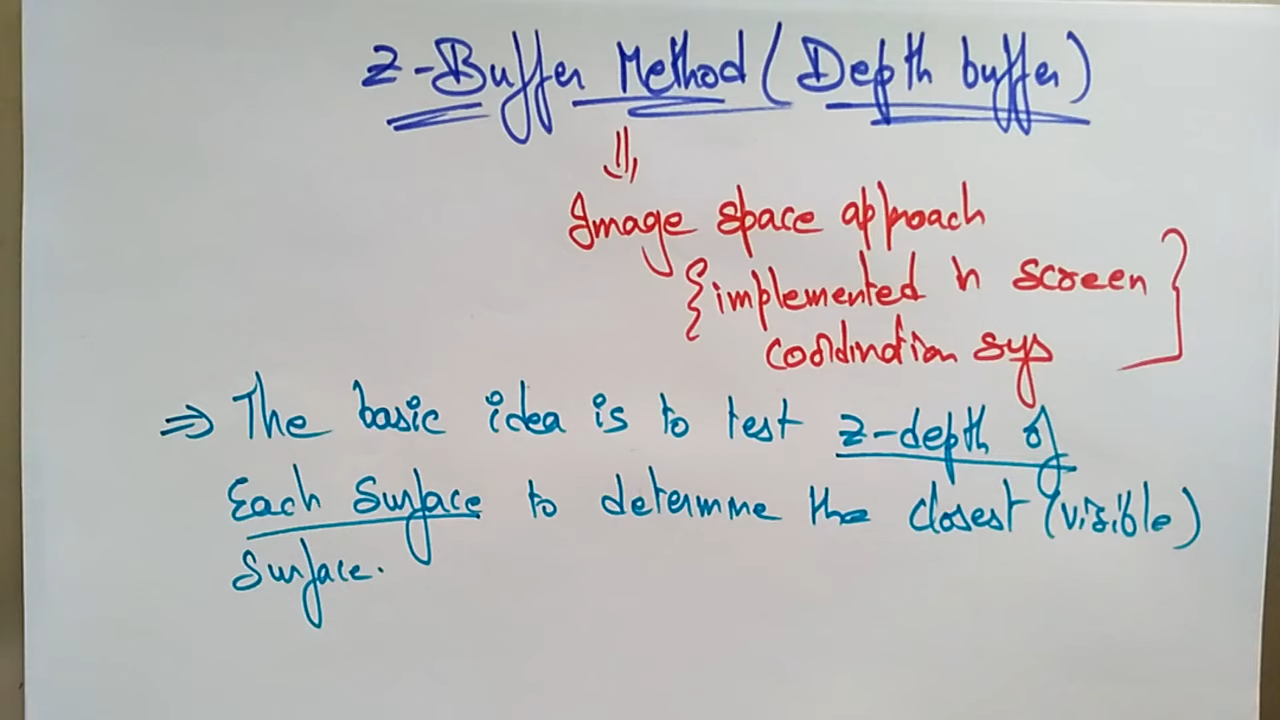 Z-Buffer Method (Depth buffer)
⇓
Image space approach
{implemented in screen
coordination sys}
⇒ The basic idea is to test z-depth of
Each Surface to determine the closest (visible)
Surface.